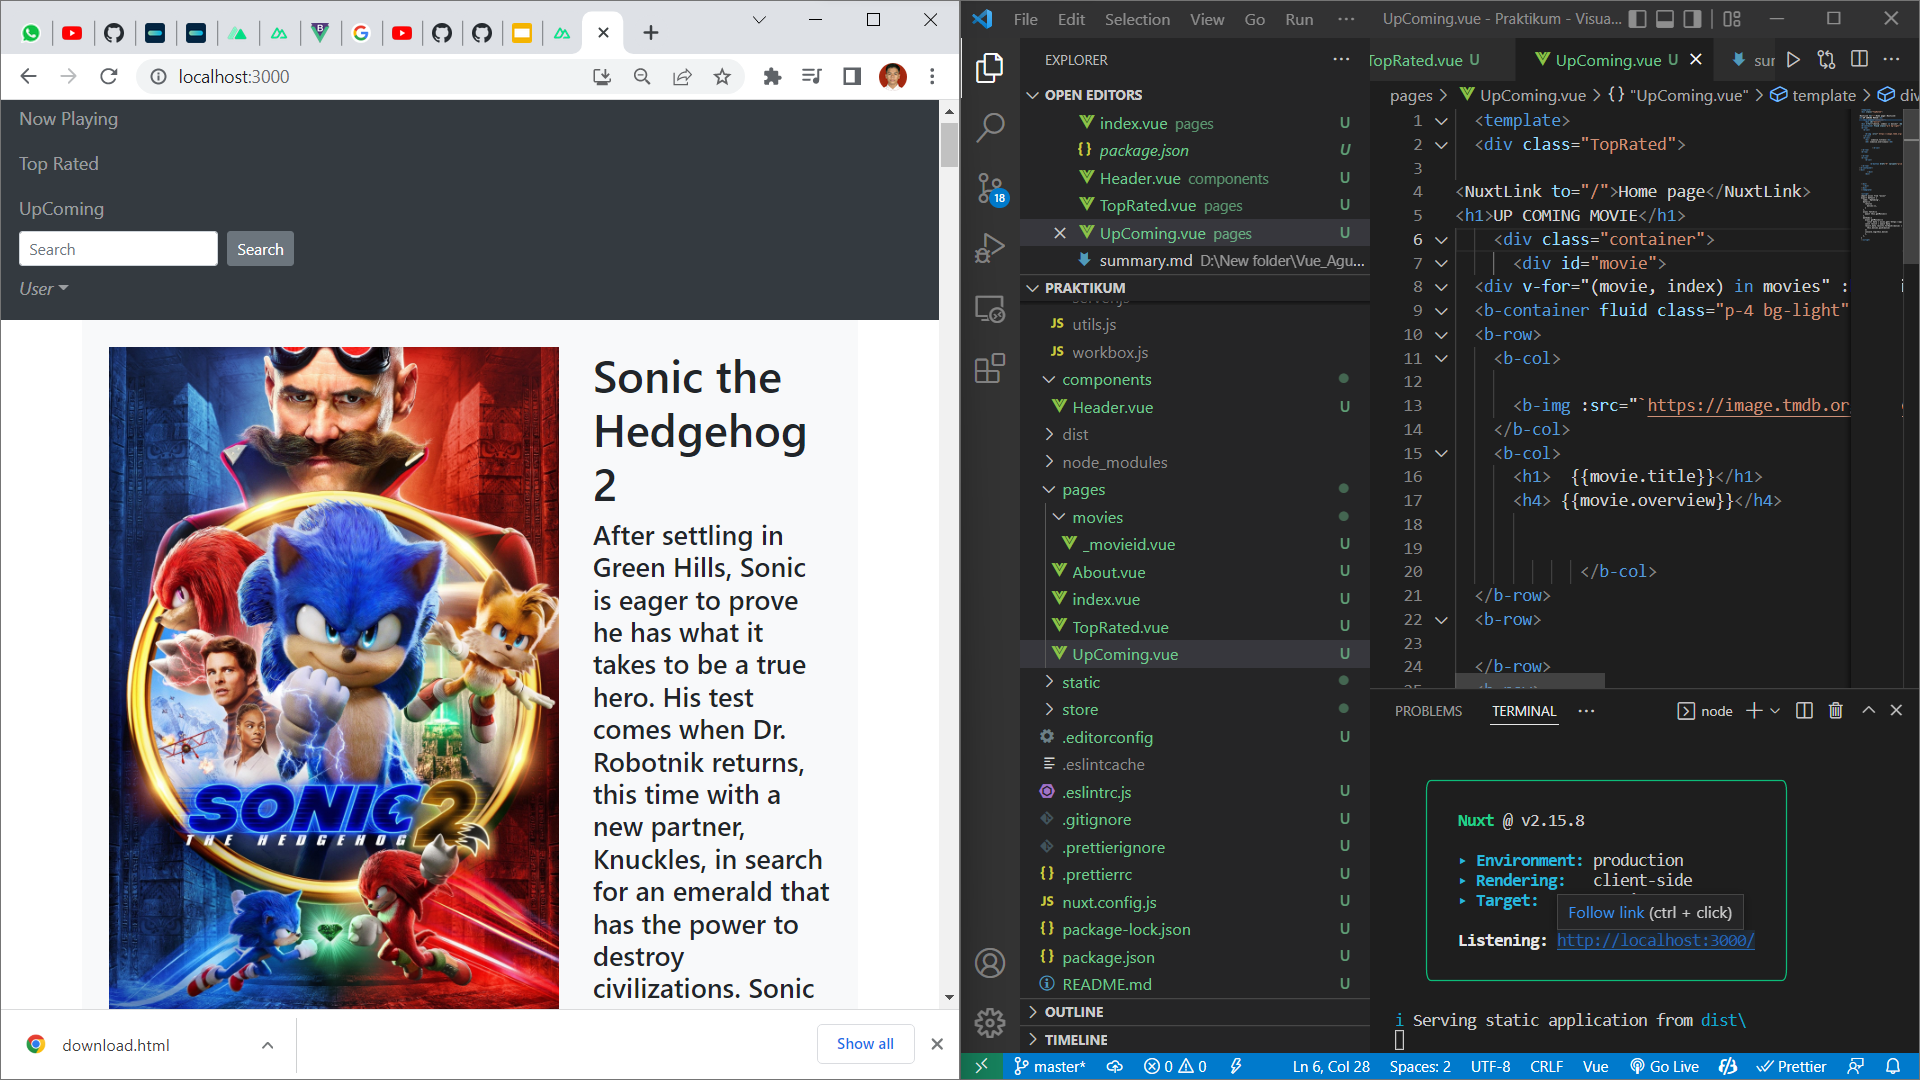 localhost:3000
Now Playing
Top Rated
UpComing
Search
Search
User
SONIC 2
THE HEDGEHOG
Sonic the
Hedgehog
2
After settling in
Green Hills, Sonic
is eager to prove
he has what it
takes to be a true
hero. His test
comes when Dr.
Robotnik returns,
this time with a
new partner,
Knuckles, in search
for an emerald that
has the power to
destroy
civilizations. Sonic
download.html
Show all
File Edit Selection View Go Run ··· UpComing.vue - Praktikum - Visua...
18
EXPLORER
OPEN EDITORS
index.vue pages U
package.json U
Header.vue components U
TopRated.vue pages U
UpComing.vue pages U
summary.md D:\New folder\Vue_Agu...
PRAKTIKUM
JS utils.js
JS workbox.js
components
Header.vue U
dist
node_modules
pages
movies
_movieid.vue U
About.vue U
index.vue U
TopRated.vue U
UpComing.vue U
static
store
.editorconfig U
.eslintcache
.eslintrc.js U
.gitignore U
.prettierignore U
.prettierrc U
JS nuxt.config.js U
package-lock.json U
package.json U
README.md U
OUTLINE
TIMELINE
TopRated.vue U
UpComing.vue U
pages > UpComing.vue > {} "UpComing.vue" > template > div
1 <template>
2 <div class="TopRated">
3
4 <NuxtLink to="/">Home page</NuxtLink>
5 <h1>UP COMING MOVIE</h1>
6 <div class="container">
7 <div id="movie">
8 <div v-for="(movie, index) in movies" :
9 <b-container fluid class="p-4 bg-light"
10 <b-row>
11 <b-col>
12
13 <b-img :src="`https://image.tmdb.or
14 </b-col>
15 <b-col>
16 <h1> {{movie.title}}</h1>
17 <h4> {{movie.overview}}</h4>
18
19
20 </b-col>
21 </b-row>
22 <b-row>
23
24 </b-row>
PROBLEMS TERMINAL ··· node
Nuxt @ v2.15.8
▸ Environment: production
▸ Rendering: client-side
▸ Target:
Follow link (ctrl + click)
Listening: http://localhost:3000/
i Serving static application from dist\
master* 0 0 Ln 6, Col 28 Spaces: 2 UTF-8 CRLF Vue Go Live Prettier